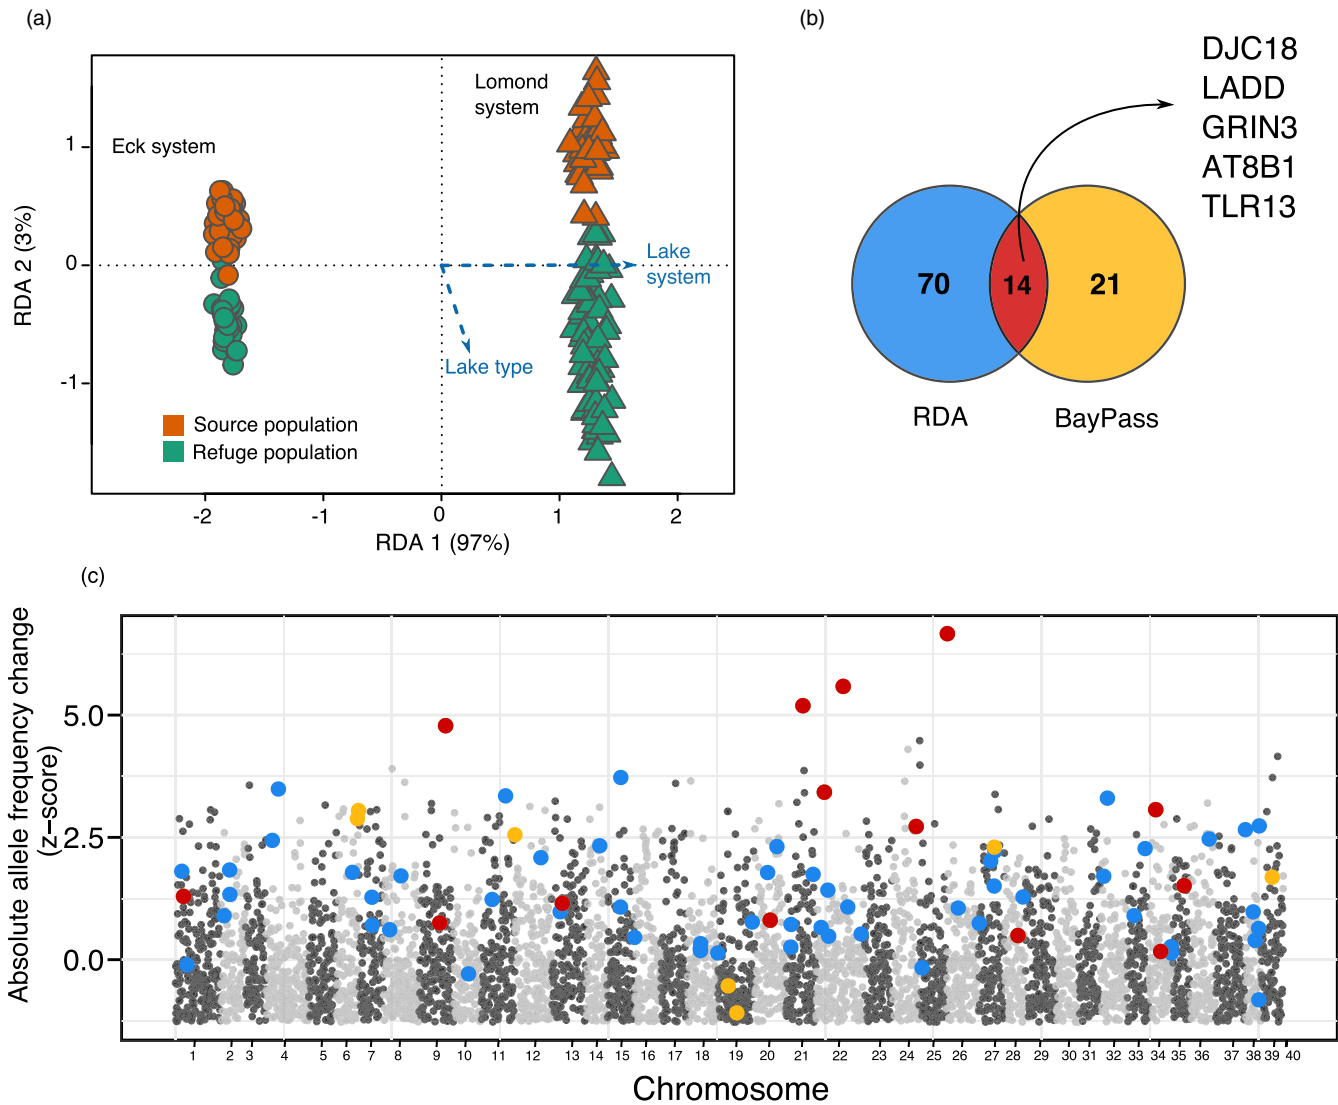 (a)
Lomond
system
Eck system
1
0
-1
RDA 2 (3%)
Lake
system
Lake type
Source population
Refuge population
-2
-1
0
1
2
RDA 1 (97%)
(b)
DJC18
LADD
GRIN3
AT8B1
TLR13
70
14
21
RDA
BayPass
(c)
Absolute allele frequency change
(z−score)
5.0
2.5
0.0
1 2 3 4 5 6 7 8 9 10 11 12 13 14 15 16 17 18 19 20 21 22 23 24 25 26 27 28 29 30 31 32 33 34 35 36 37 38 39 40
Chromosome